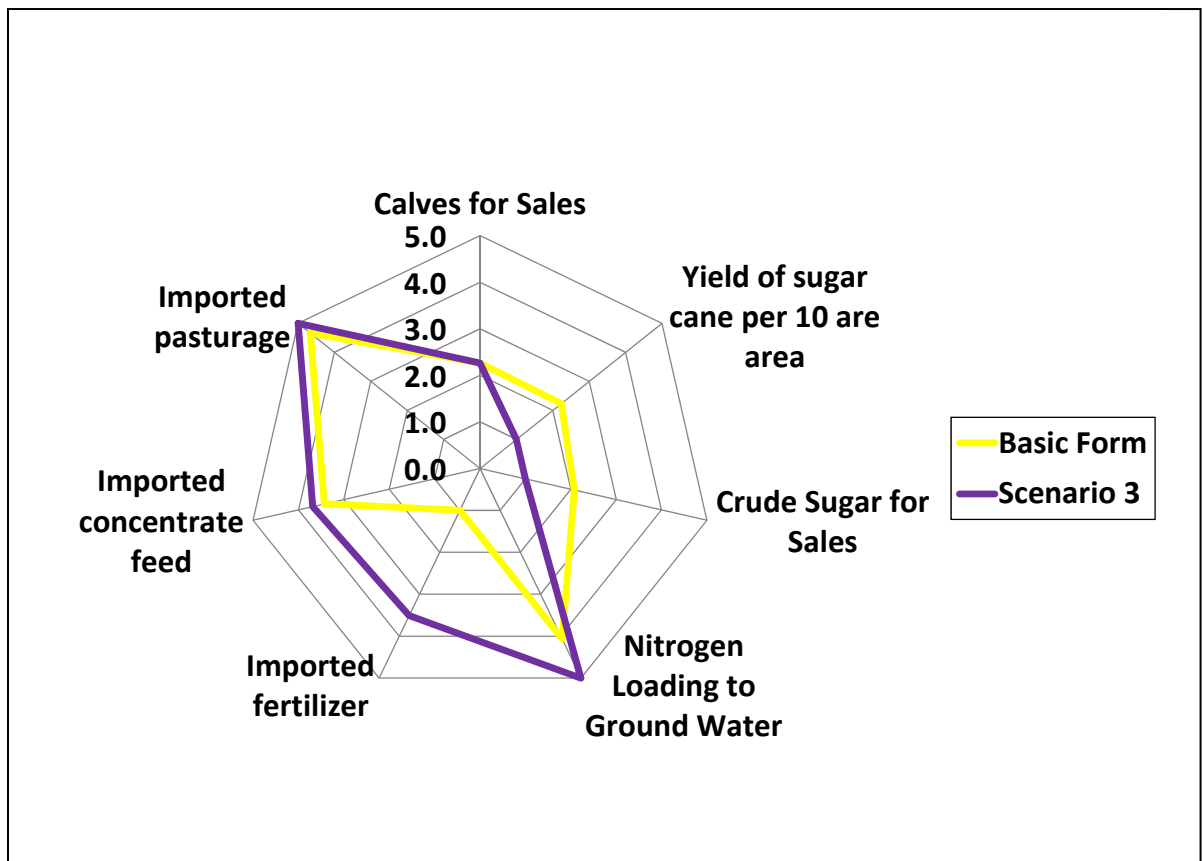 Calves for Sales
5.0
4.0
3.0
2.0
1.0
0.0
Yield of sugar
cane per 10 are
area
Crude Sugar for
Sales
Nitrogen
Loading to
Ground Water
Imported
fertilizer
Imported
concentrate
feed
Imported
pasturage
Basic Form
Scenario 3